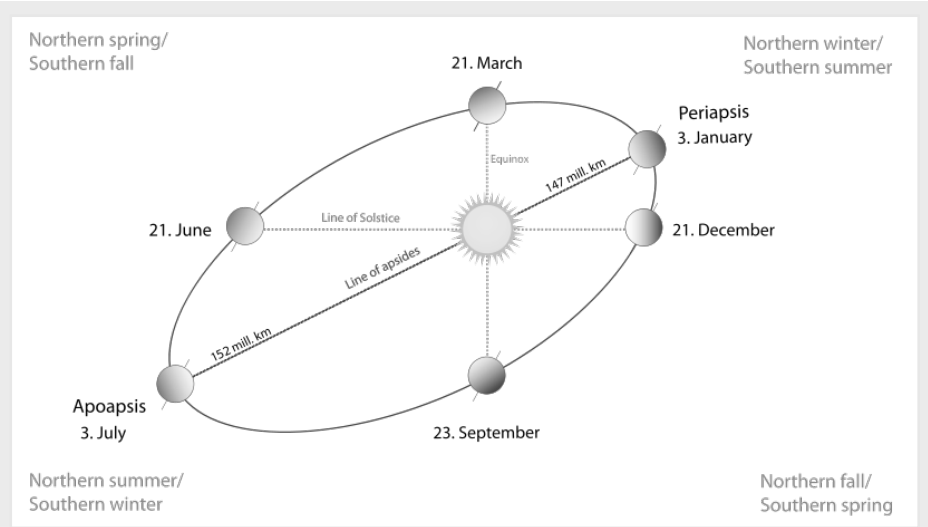 Northern spring/
Southern fall
21. March
Northern winter/
Southern summer
Periapsis
3. January
Equinox
147 mill. km
Line of Solstice
21. June
21. December
Line of apsides
152 mill. km
Apoapsis
3. July
23. September
Northern summer/
Southern winter
Northern fall/
Southern spring